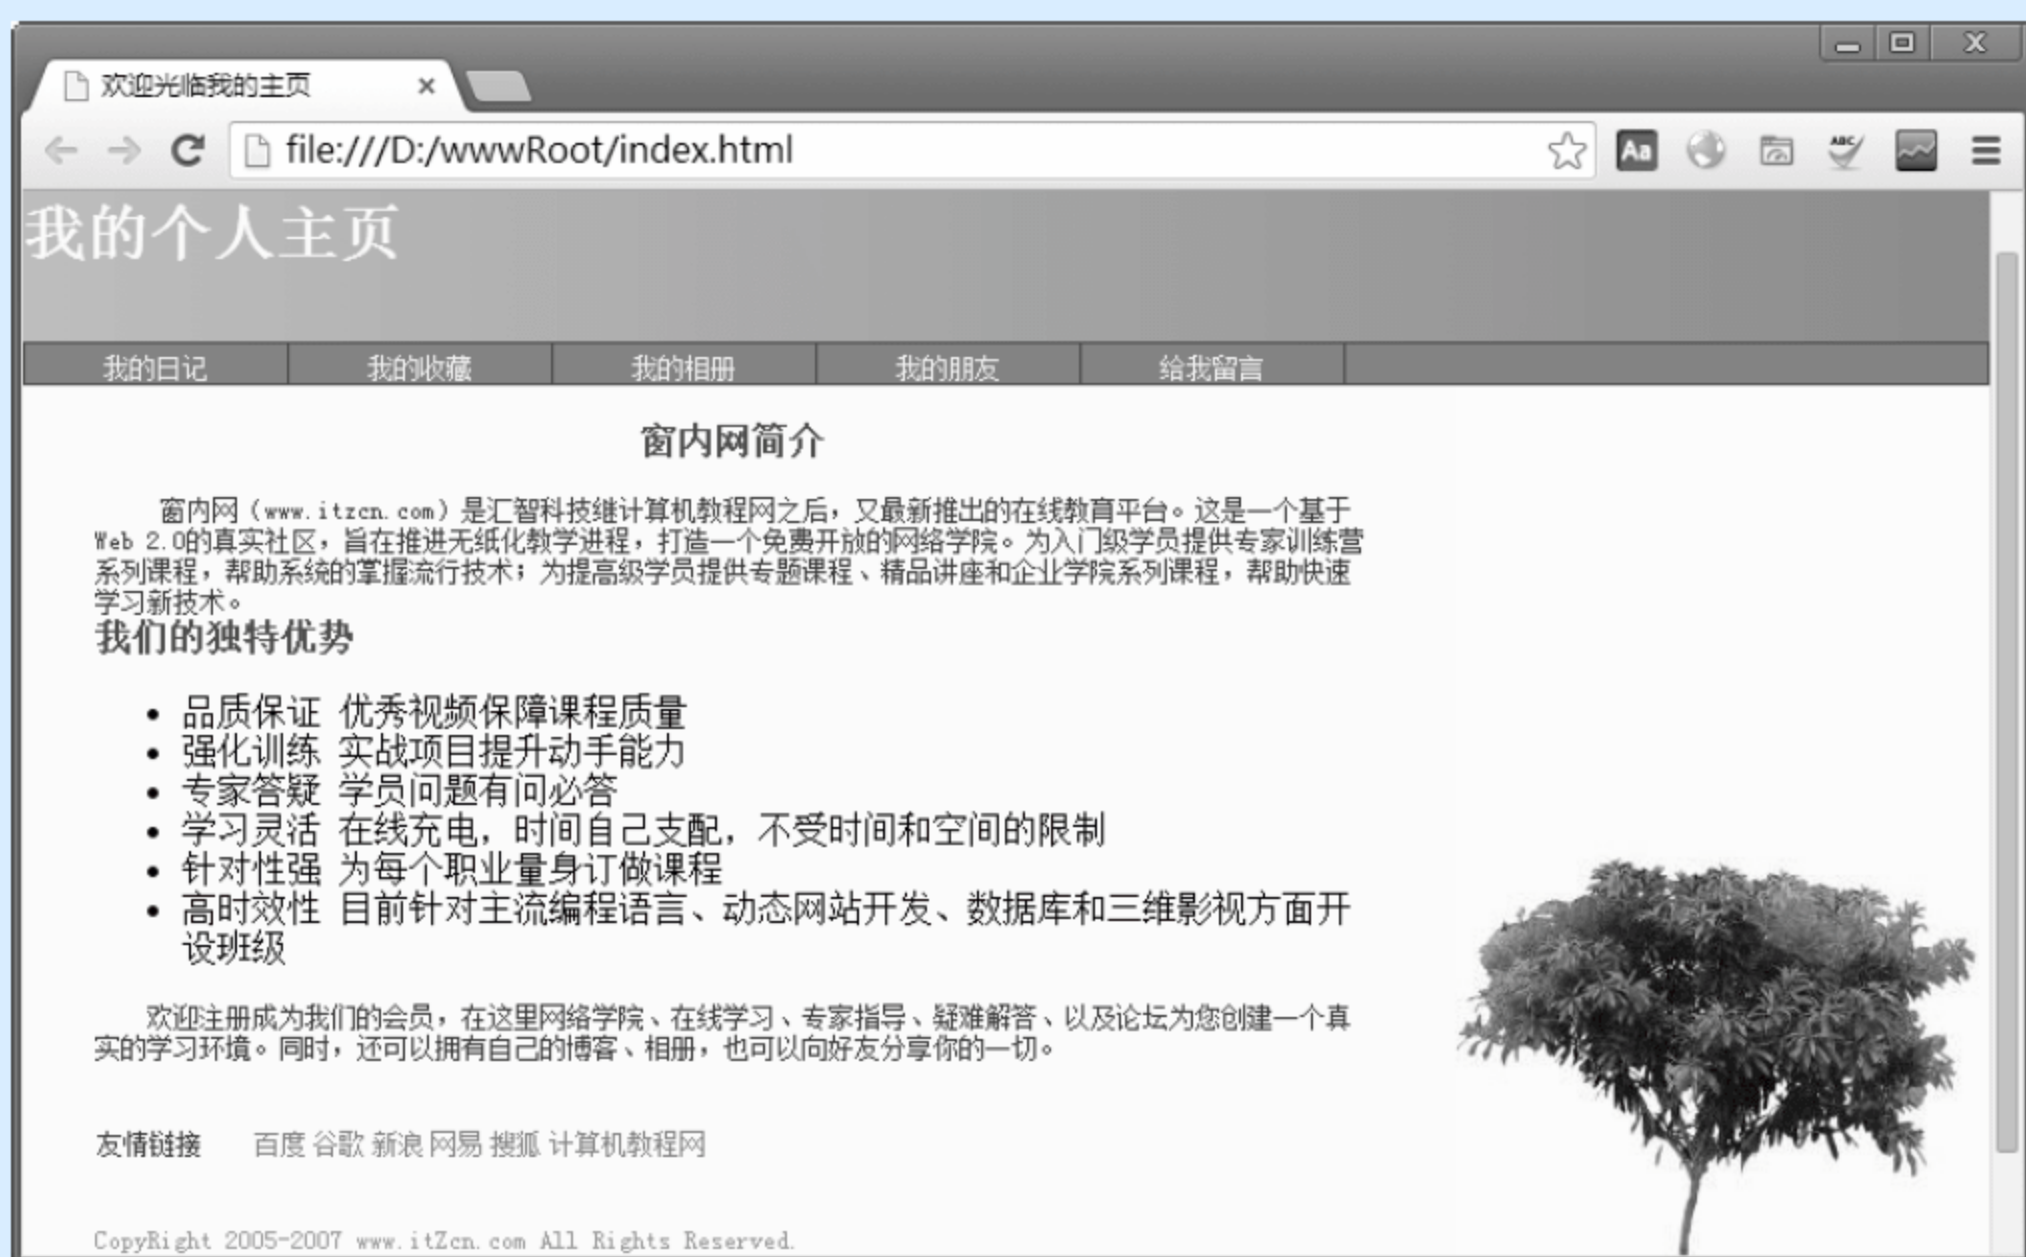 欢迎光临我的主页
file:///D:/wwwRoot/index.html
Aa
ABC
我的个人主页
我的日记 我的收藏 我的相册 我的朋友 给我留言
窗内网简介
窗内网（www.itzcn.com）是汇智科技继计算机教程网之后，又最新推出的在线教育平台。这是一个基于
Web 2.0的真实社区，旨在推进无纸化教学进程，打造一个免费开放的网络学院。为入门级学员提供专家训练营
系列课程，帮助系统的掌握流行技术；为提高级学员提供专题课程、精品讲座和企业学院系列课程，帮助快速
学习新技术。
我们的独特优势
• 品质保证 优秀视频保障课程质量
• 强化训练 实战项目提升动手能力
• 专家答疑 学员问题有问必答
• 学习灵活 在线充电，时间自己支配，不受时间和空间的限制
• 针对性强 为每个职业量身订做课程
• 高时效性 目前针对主流编程语言、动态网站开发、数据库和三维影视方面开
设班级
欢迎注册成为我们的会员，在这里网络学院、在线学习、专家指导、疑难解答、以及论坛为您创建一个真
实的学习环境。同时，还可以拥有自己的博客、相册，也可以向好友分享你的一切。
友情链接 百度 谷歌 新浪 网易 搜狐 计算机教程网
CopyRight 2005-2007 www.itZcn.com All Rights Reserved.